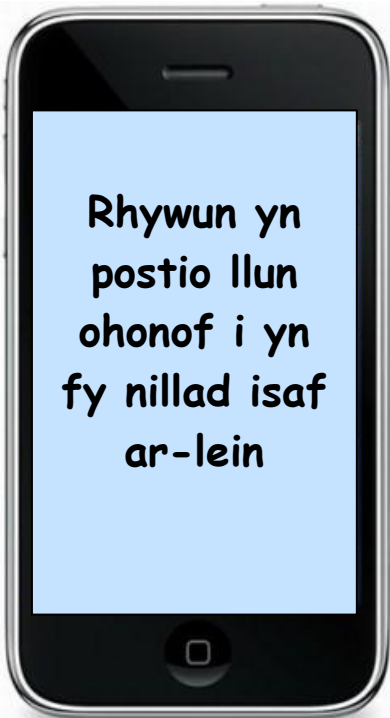 Rhywun yn
postio llun
ohonof i yn
fy nillad isaf
ar-lein